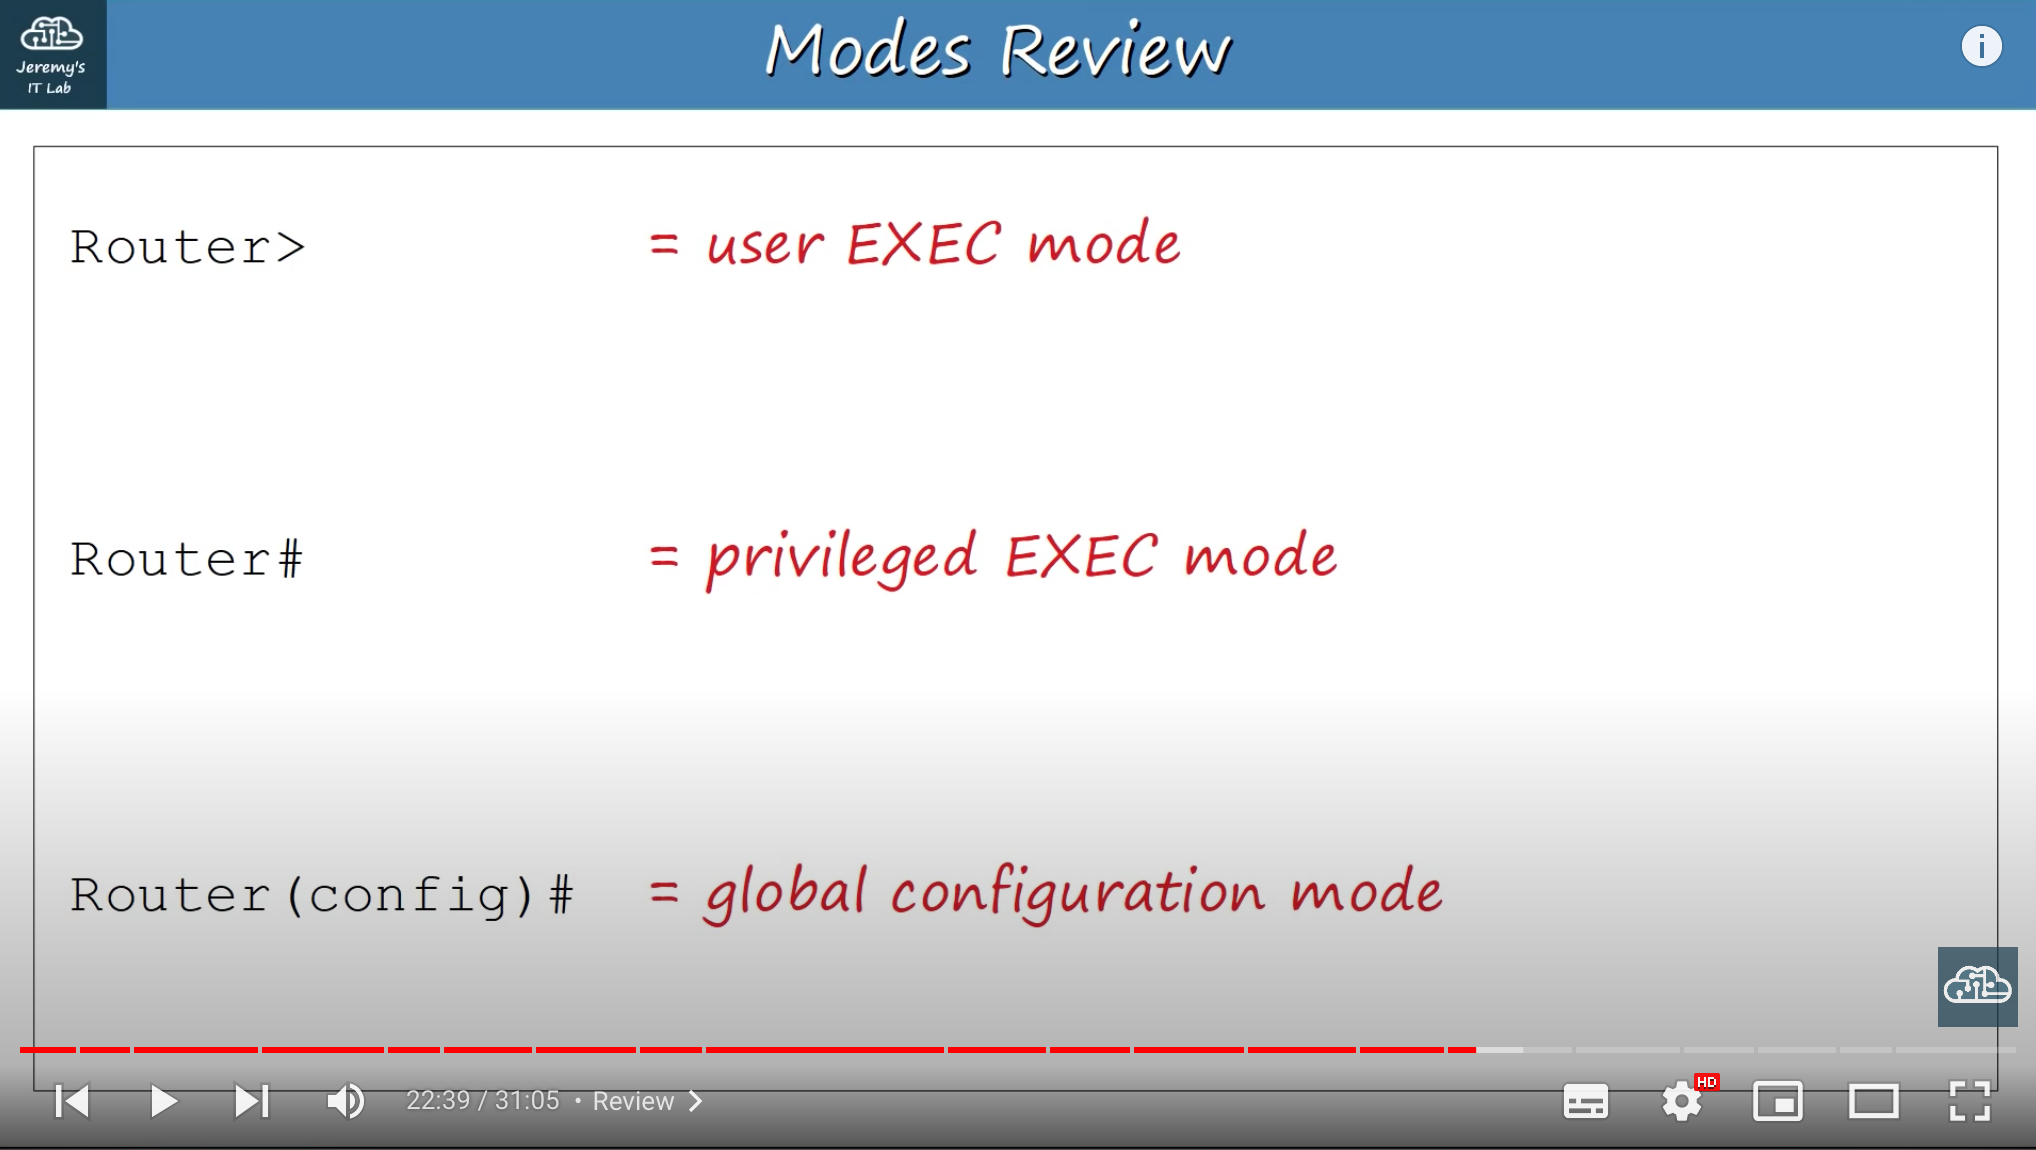 Jeremy's
IT Lab
Modes Review
Router> = user EXEC mode
Router# = privileged EXEC mode
Router(config)# = global configuration mode
22:39 / 31:05 • Review
HD